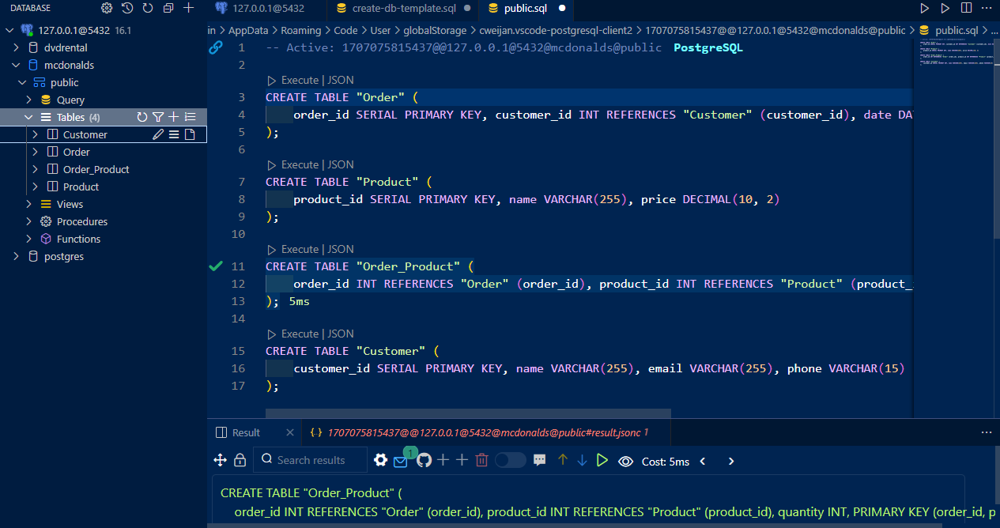 DATABASE
127.0.0.1@5432 16.1
dvdrental
mcdonalds
public
Query
Tables (4)
Customer
Order
Order_Product
Product
Views
Procedures
Functions
postgres
127.0.0.1@5432
create-db-template.sql
public.sql
in > AppData > Roaming > Code > User > globalStorage > cweijan.vscode-postgresql-client2 > 1707075815437@@127.0.0.1@5432@mcdonalds@public > public.sql > ...
1 -- Active: 1707075815437@@127.0.0.1@5432@mcdonalds@public PostgreSQL
2
Execute | JSON
3 CREATE TABLE "Order" (
4 order_id SERIAL PRIMARY KEY, customer_id INT REFERENCES "Customer" (customer_id), date DA
5 );
6
Execute | JSON
7 CREATE TABLE "Product" (
8 product_id SERIAL PRIMARY KEY, name VARCHAR(255), price DECIMAL(10, 2)
9 );
10
Execute | JSON
11 CREATE TABLE "Order_Product" (
12 order_id INT REFERENCES "Order" (order_id), product_id INT REFERENCES "Product" (product_
13 ); 5ms
14
Execute | JSON
15 CREATE TABLE "Customer" (
16 customer_id SERIAL PRIMARY KEY, name VARCHAR(255), email VARCHAR(255), phone VARCHAR(15)
17 );
Result
{..} 1707075815437@@127.0.0.1@5432@mcdonalds@public#result.jsonc 1
Search results
1
Cost: 5ms
CREATE TABLE "Order_Product" (
order_id INT REFERENCES "Order" (order_id), product_id INT REFERENCES "Product" (product_id), quantity INT, PRIMARY KEY (order_id, p